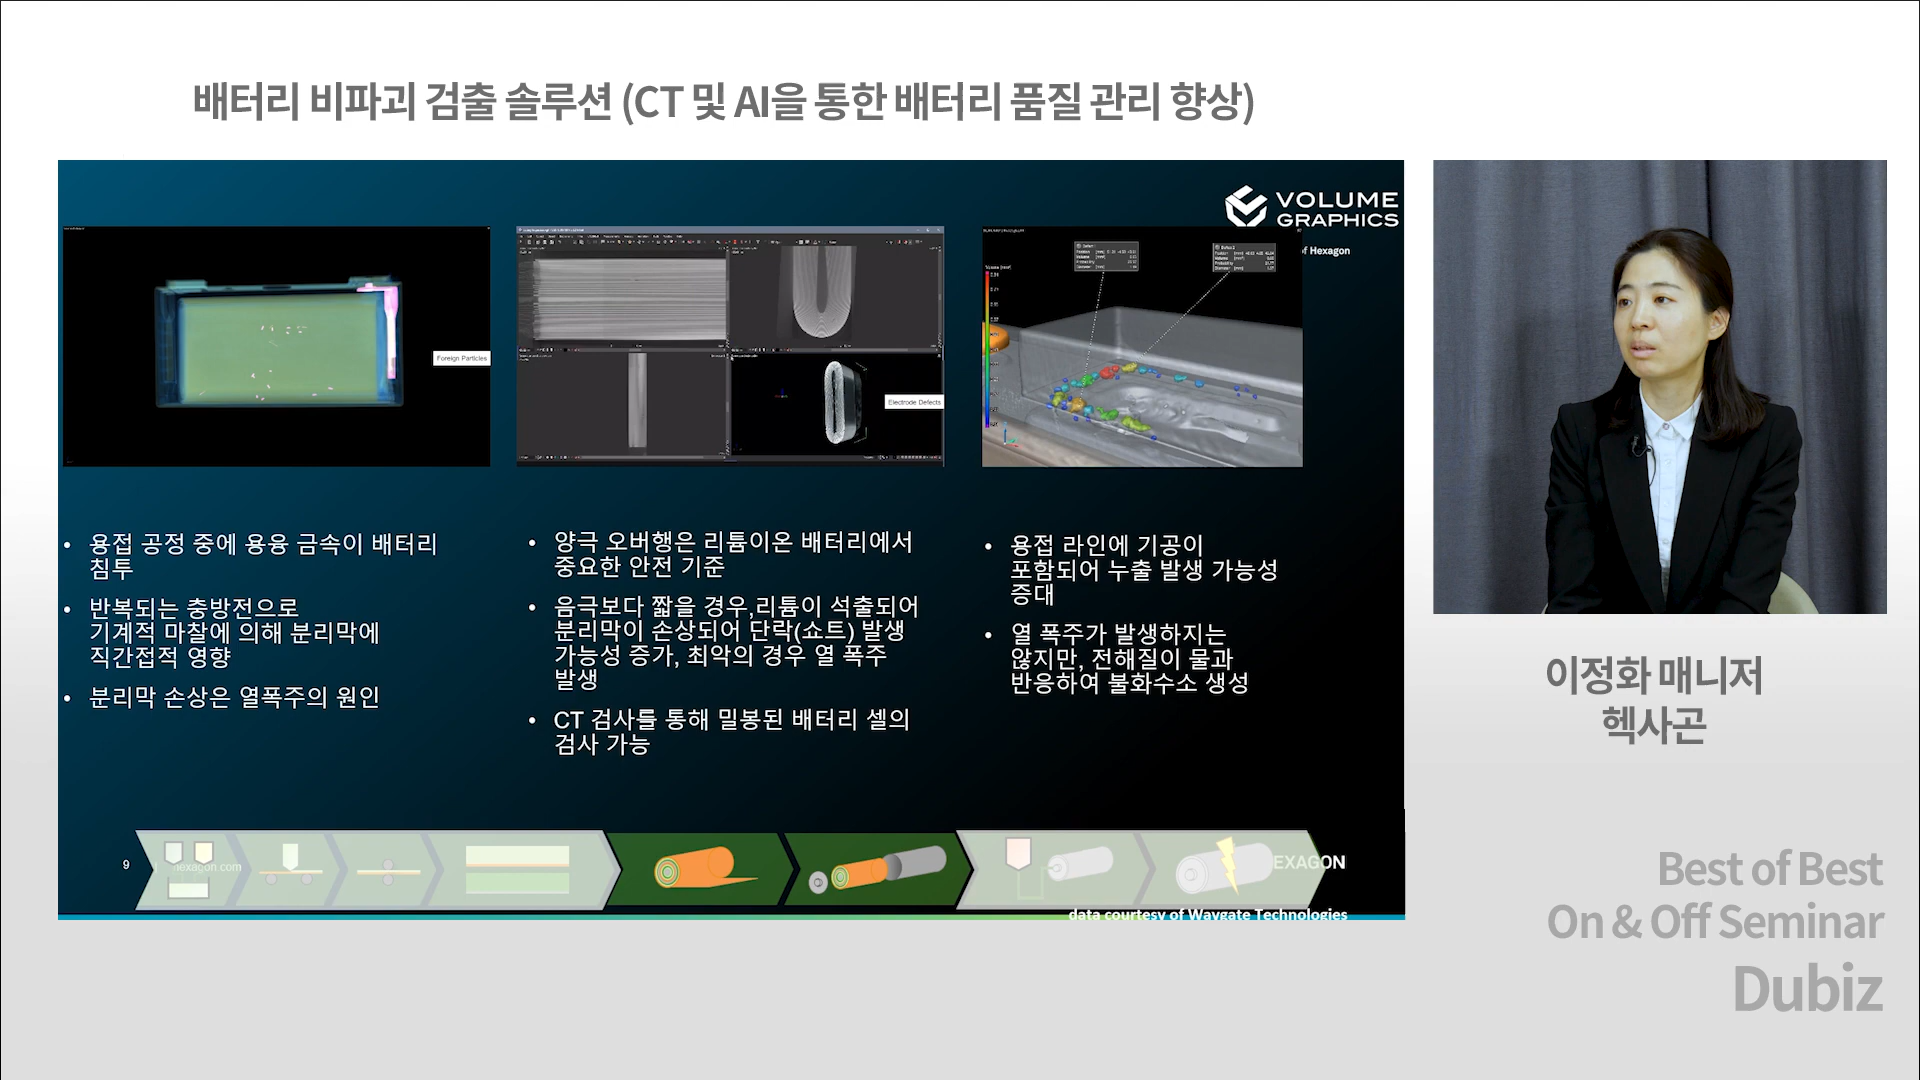 배터리 비파괴 검출 솔루션 (CT 및 AI을 통한 배터리 품질 관리 향상)
VOLUME
GRAPHICS
of Hexagon
Foreign Particles
Electrode Defects
• 용접 공정 중에 용융 금속이 배터리
침투
• 반복되는 충방전으로
기계적 마찰에 의해 분리막에
직간접적 영향
• 분리막 손상은 열폭주의 원인
• 양극 오버행은 리튬이온 배터리에서
중요한 안전 기준
• 음극보다 짧을 경우,리튬이 석출되어
분리막이 손상되어 단락(쇼트) 발생
가능성 증가, 최악의 경우 열 폭주
발생
• CT 검사를 통해 밀봉된 배터리 셀의
검사 가능
• 용접 라인에 기공이
포함되어 누출 발생 가능성
증대
• 열 폭주가 발생하지는
않지만, 전해질이 물과
반응하여 불화수소 생성
9
hexagon.com
EXAGON
data courtesy of Waygate Technologies
이정화 매니저
헥사곤
Best of Best
On & Off Seminar
Dubiz